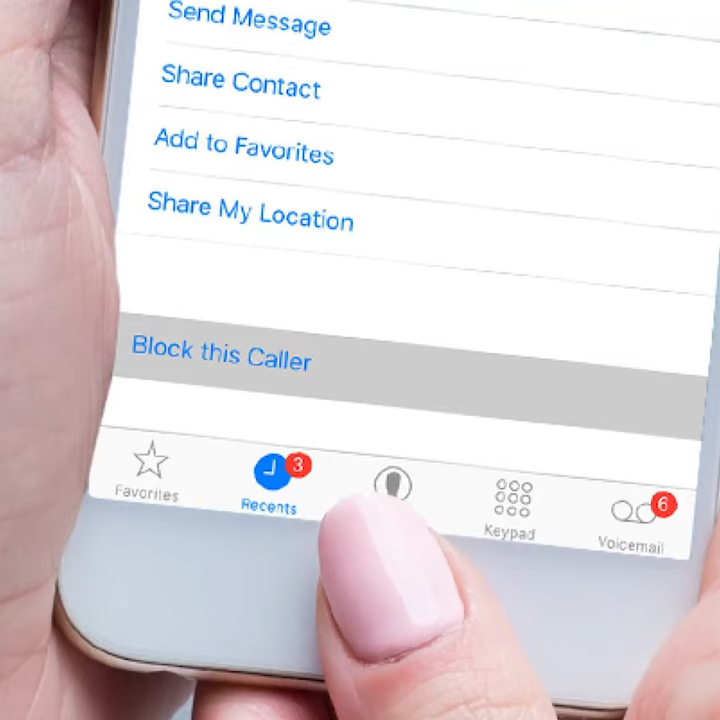 Send Message
Share Contact
Add to Favorites
Share My Location
Block this Caller
3
6
Favorites
Recents
Keypad
Voicemail